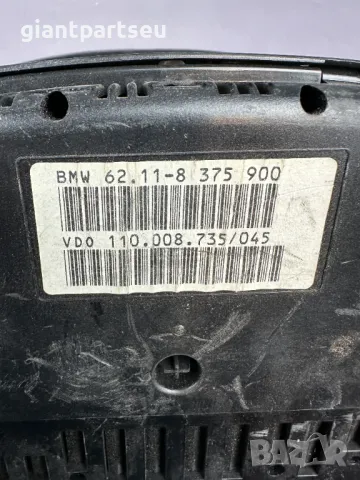 giantpartseu
BMW 62.11-8 375 900
VDO 110.008.735/045
BAZAR